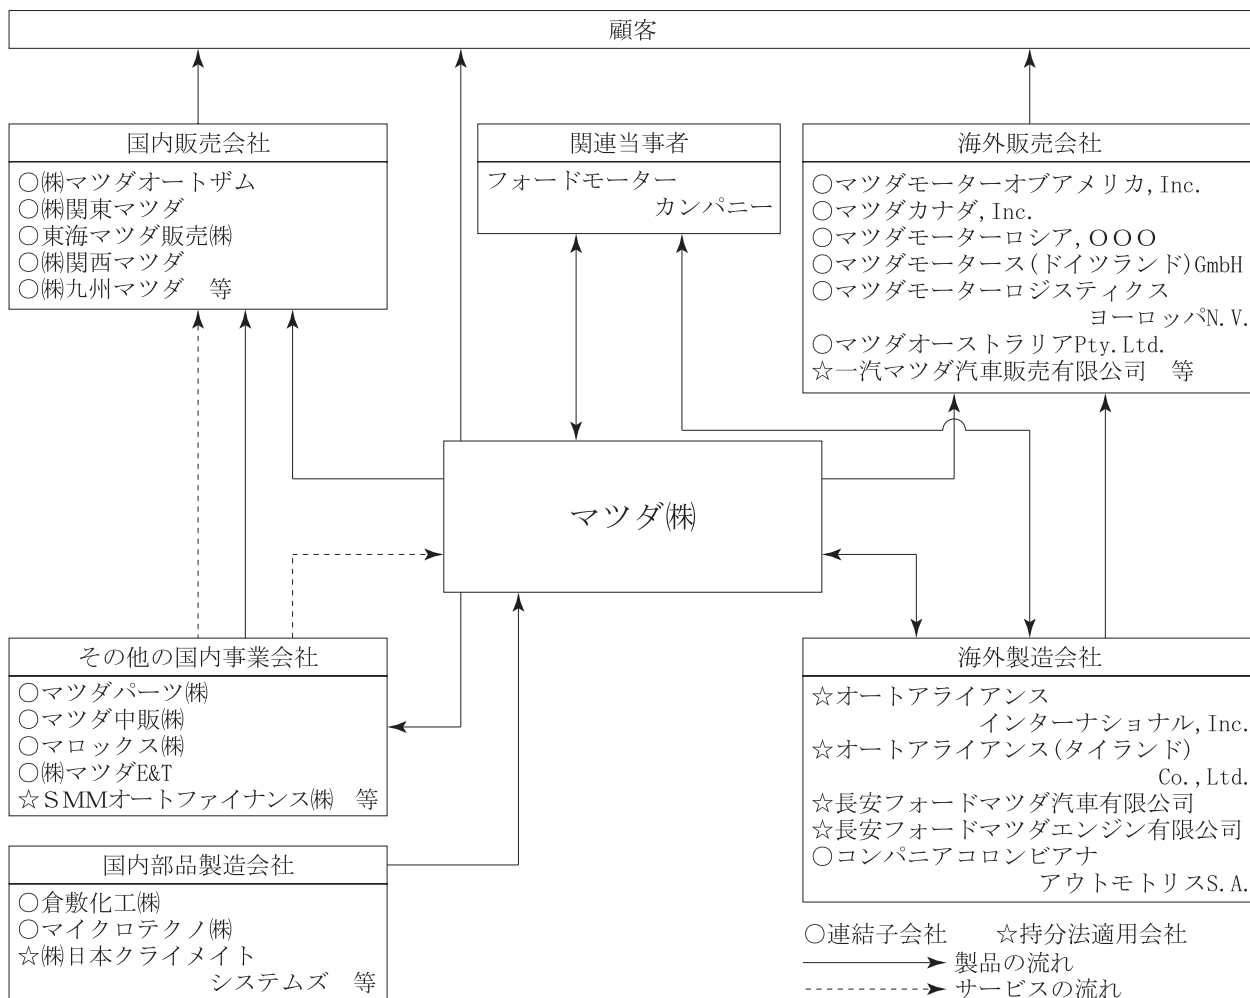 顧客
国内販売会社
○㈱マツダオートザム
○㈱関東マツダ
○東海マツダ販売㈱
○㈱関西マツダ
○㈱九州マツダ　等
関連当事者
フォードモーター
カンパニー
海外販売会社
○マツダモーターオブアメリカ, Inc.
○マツダカナダ, Inc.
○マツダモーターロシア, OOO
○マツダモータース(ドイツランド)GmbH
○マツダモーターロジスティクス
ヨーロッパN.V.
○マツダオーストラリアPty.Ltd.
☆一汽マツダ汽車販売有限公司　等
マツダ㈱
その他の国内事業会社
○マツダパーツ㈱
○マツダ中販㈱
○マロックス㈱
○㈱マツダE&T
☆ＳＭＭオートファイナンス㈱　等
国内部品製造会社
○倉敷化工㈱
○マイクロテクノ㈱
☆㈱日本クライメイト
システムズ　等
海外製造会社
☆オートアライアンス
インターナショナル, Inc.
☆オートアライアンス(タイランド)
Co., Ltd.
☆長安フォードマツダ汽車有限公司
☆長安フォードマツダエンジン有限公司
○コンパニアコロンビアナ
アウトモトリスS.A.
○連結子会社　　☆持分法適用会社
製品の流れ
サービスの流れ